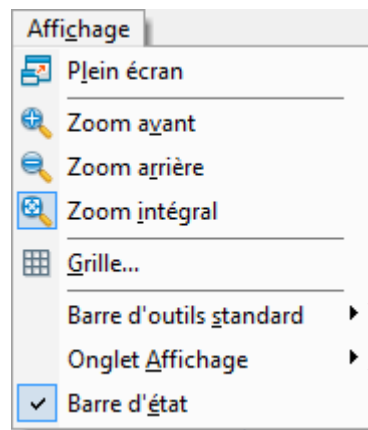 Affichage
Plein écran
Zoom avant
Zoom arrière
Zoom intégral
Grille...
Barre d'outils standard
Onglet Affichage
Barre d'état